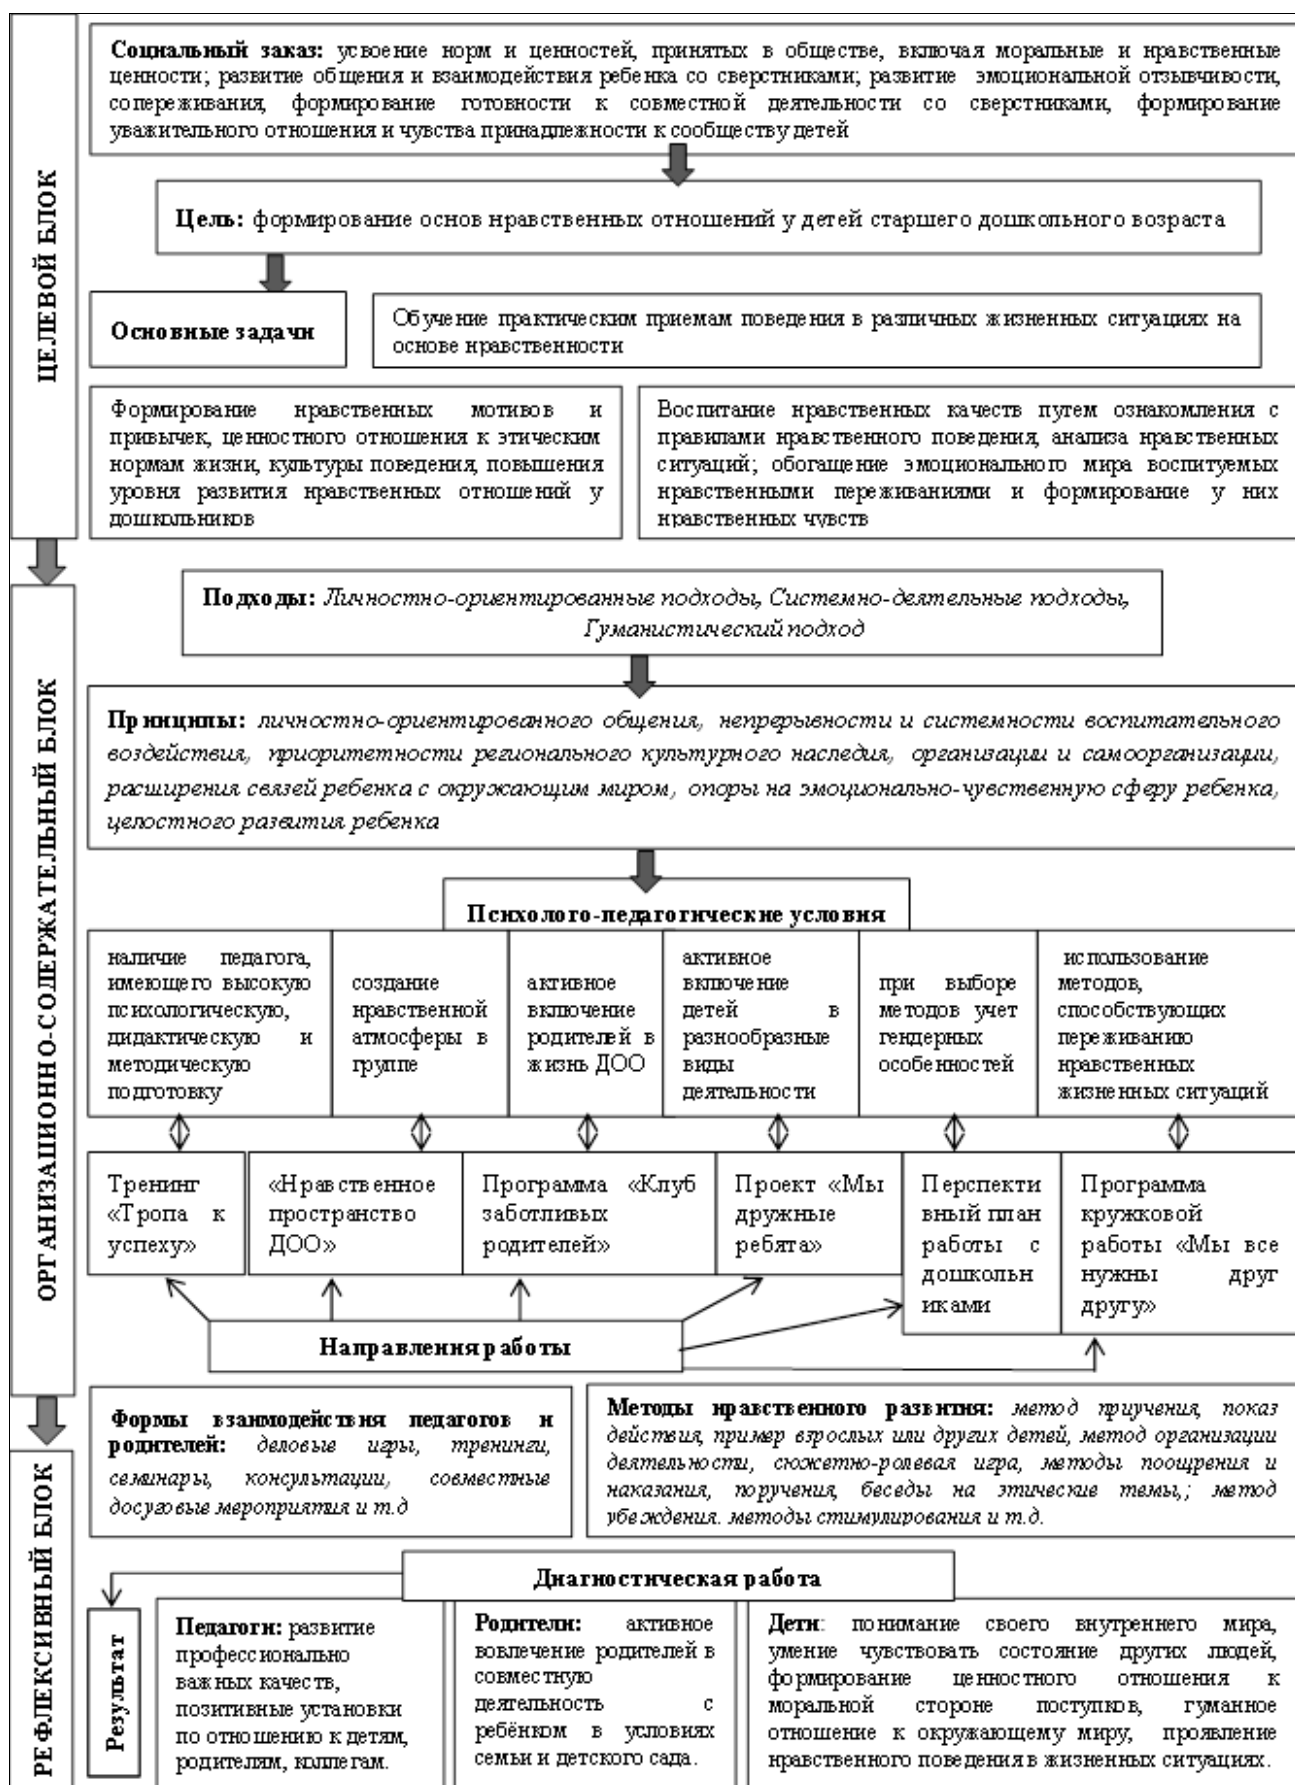 ЦЕЛЕВОЙ БЛОК
Социальный заказ: усвоение норм и ценностей, принятых в обществе, включая моральные и нравственные
ценности; развитие общения и взаимодействия ребенка со сверстниками; развитие эмоциональной отзывчивости,
сопереживания, формирование готовности к совместной деятельности со сверстниками, формирование
уважительного отношения и чувства принадлежности к сообществу детей
Цель: формирование основ нравственных отношений у детей старшего дошкольного возраста
Основные задачи
Обучение практическим приемам поведения в различных жизненных ситуациях на
основе нравственности
Формирование нравственных мотивов и
привычек, ценностного отношения к этическим
нормам жизни, культуры поведения, повышения
уровня развития нравственных отношений у
дошкольников
Воспитание нравственных качеств путем ознакомления с
правилами нравственного поведения, анализа нравственных
ситуаций; обогащение эмоционального мира воспитуемых
нравственными переживаниями и формирование у них
нравственных чувств
ОРГАНИЗАЦИОННО-СОДЕРЖАТЕЛЬНЫЙ БЛОК
Подходы: Личностно-ориентированные подходы, Системно-деятельные подходы,
Гуманистический подход
Принципы: личностно-ориентированного общения, непрерывности и системности воспитательного
воздействия, приоритетности регионального культурного наследия, организации и самоорганизации,
расширения связей ребенка с окружающим миром, опоры на эмоционально-чувственную сферу ребенка,
целостного развития ребенка
Психолого-педагогические условия
наличие педагога,
имеющего высокую
психологическую,
дидактическую и
методическую
подготовку
создание
нравственной
атмосферы в
группе
активное
включение
родителей в
жизнь ДОО
активное
включение
детей в
разнообразные
виды
деятельности
при выборе
методов учет
гендерных
особенностей
использование
методов,
способствующих
переживанию
нравственных
жизненных ситуаций
Тренинг
«Тропа к
успеху»
«Нравственное
пространство
ДОО»
Программа «Клуб
заботливых
родителей»
Проект «Мы
дружные
ребята»
Перспекти
вный план
работы с
дошкольн
иками
Программа
кружковой
работы «Мы все
нужны друг
другу»
Направления работы
Формы взаимодействия педагогов и
родителей: деловые игры, тренинги,
семинары, консультации, совместные
досуговые мероприятия и т.д
Методы нравственного развития: метод приучения, показ
действия, пример взрослых или других детей, метод организации
деятельности, сюжетно-ролевая игра, методы поощрения и
наказания, поручения, беседы на этические темы,; метод
убеждения. методы стимулирования и т.д.
РЕФЛЕКСИВНЫЙ БЛОК
Диагностическая работа
Результат
Педагоги: развитие
профессионально
важных качеств,
позитивные установки
по отношению к детям,
родителям, коллегам.
Родители: активное
вовлечение родителей в
совместную
деятельность с
ребёнком в условиях
семьи и детского сада.
Дети: понимание своего внутреннего мира,
умение чувствовать состояние других людей,
формирование ценностного отношения к
моральной стороне поступков, гуманное
отношение к окружающему миру, проявление
нравственного поведения в жизненных ситуациях.